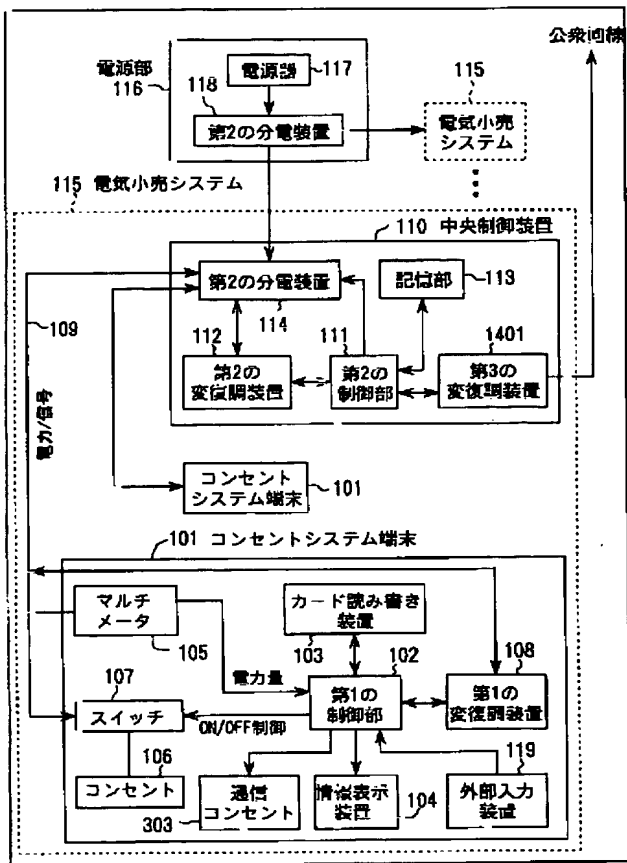 公衆回線
電源部
116
電源器
117
118
第2の分電装置
115
電気小売
システム
115 電気小売システム
110 中央制御装置
第2の分電装置
114
記憶部
113
109
112
第2の
変復調装置
111
第2の
制御部
1401
第3の
変復調装置
電力/信号
コンセント
システム端末
101
101 コンセントシステム端末
マルチ
メータ
105
カード読み書き
装置
103
102
108
電力量
第1の
制御部
第1の
変復調装置
107
スイッチ
ON/OFF制御
106
コンセント
通信
コンセント
303
情報表示
装置
104
119
外部入力
装置